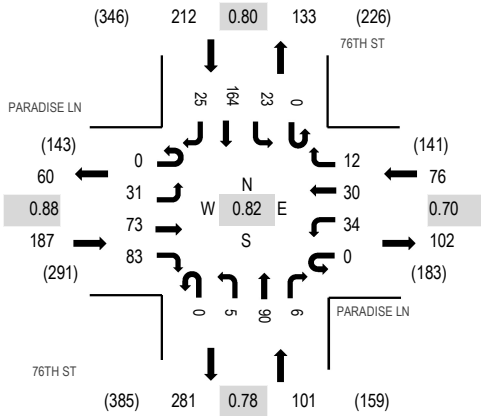 (346) 212 0.80 133 (226)
76TH ST
PARADISE LN
25 164 23 0
(143) (141)
0 12
60 76
31 N 30
0.88 W 0.82 E 0.70
73 S 34
187 102
83 0
(291) (183)
0 5 90 6
PARADISE LN
76TH ST
(385) 281 0.78 101 (159)